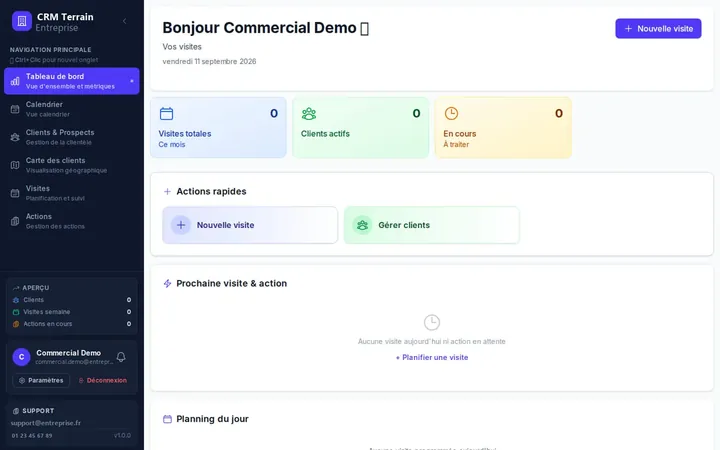 CRM Terrain
Entreprise
NAVIGATION PRINCIPALE
Ctrl+Clic pour nouvel onglet
Tableau de bord
Vue d'ensemble et métriques
Calendrier
Vue calendrier
Clients & Prospects
Gestion de la clientèle
Carte des clients
Visualisation géographique
Visites
Planification et suivi
Actions
Gestion des actions
APERÇU
Clients 0
Visites semaine 0
Actions en cours 0
C
Commercial Demo
commercial.demo@entrepr...
Paramètres
Déconnexion
SUPPORT
support@entreprise.fr
01 23 45 67 89
v1.0.0
Bonjour Commercial Demo
Vos visites
vendredi 11 septembre 2026
+ Nouvelle visite
0
Visites totales
Ce mois
0
Clients actifs
0
En cours
À traiter
Actions rapides
Nouvelle visite
Gérer clients
Prochaine visite & action
Aucune visite aujourd'hui ni action en attente
+ Planifier une visite
Planning du jour